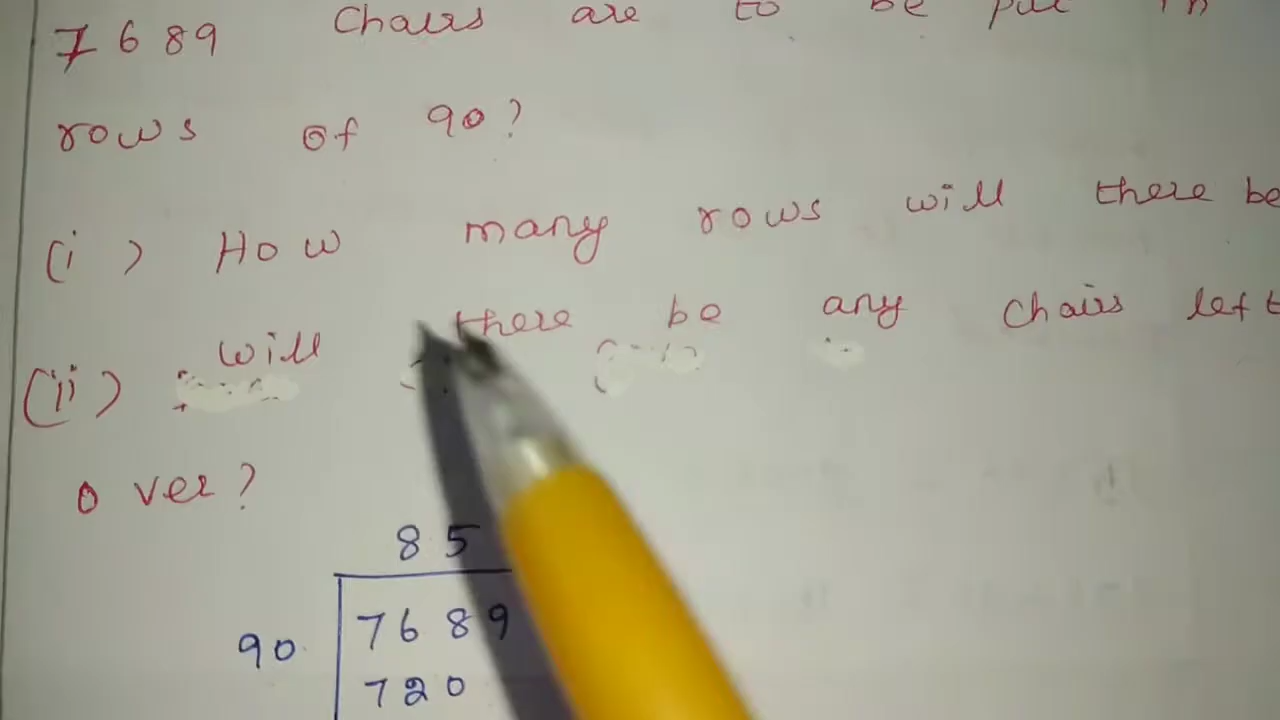 7689 Chairs are to be put in
rows of 90?
(i) How many rows will there be
(ii) will there be any chairs left
over?
85
90 7689
720